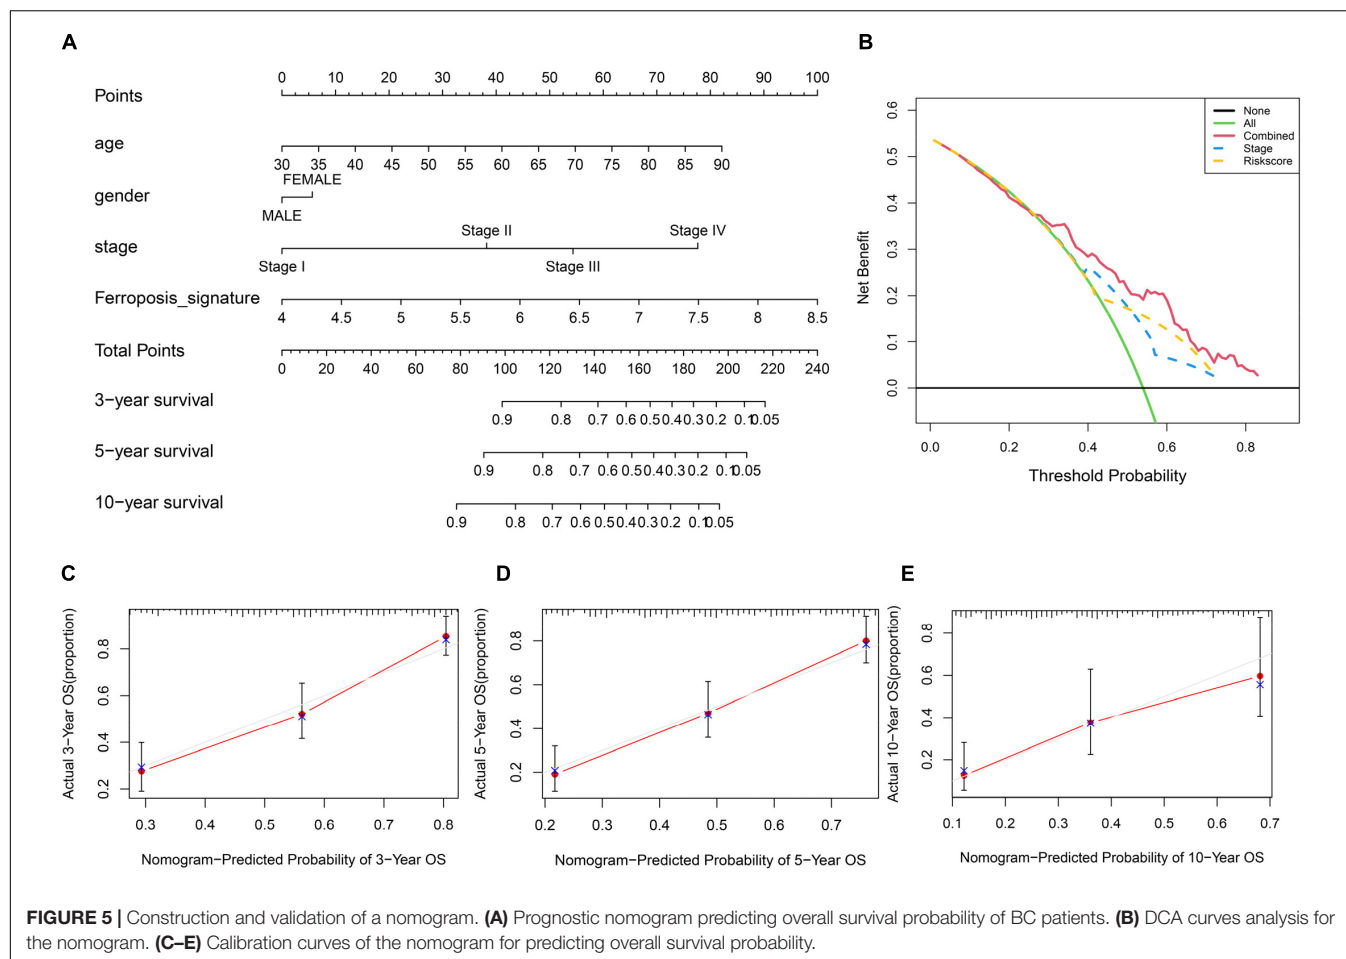 A
Points
0 10 20 30 40 50 60 70 80 90 100
age
30 35 40 45 50 55 60 65 70 75 80 85 90
gender
FEMALE
MALE
stage
Stage II Stage IV
Stage I Stage III
Ferroposis_signature
4 4.5 5 5.5 6 6.5 7 7.5 8 8.5
Total Points
0 20 40 60 80 100 120 140 160 180 200 220 240
3−year survival
0.9 0.8 0.7 0.6 0.5 0.4 0.3 0.2 0.1 0.05
5−year survival
0.9 0.8 0.7 0.6 0.5 0.4 0.3 0.2 0.1 0.05
10−year survival
0.9 0.8 0.7 0.6 0.5 0.4 0.3 0.2 0.1 0.05
B
Net Benefit
0.6
0.5
0.4
0.3
0.2
0.1
0.0
None
All
Combined
Stage
Riskscore
0.0 0.2 0.4 0.6 0.8
Threshold Probability
C
Actual 3−Year OS(proportion)
0.8
0.6
0.4
0.2
0.3 0.4 0.5 0.6 0.7 0.8
Nomogram−Predicted Probability of 3−Year OS
D
Actual 5−Year OS(proportion)
0.8
0.6
0.4
0.2
0.2 0.3 0.4 0.5 0.6 0.7
Nomogram−Predicted Probability of 5−Year OS
E
Actual 10−Year OS(proportion)
0.8
0.6
0.4
0.2
0.1 0.2 0.3 0.4 0.5 0.6 0.7
Nomogram−Predicted Probability of 10−Year OS
FIGURE 5 | Construction and validation of a nomogram. (A) Prognostic nomogram predicting overall survival probability of BC patients. (B) DCA curves analysis for
the nomogram. (C–E) Calibration curves of the nomogram for predicting overall survival probability.